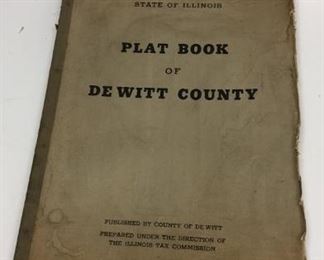 STATE OF ILLINOIS
PLAT BOOK
OF
DE WITT COUNTY
PUBLISHED BY COUNTY OF DE WITT
PREPARED UNDER THE DIRECTION OF
THE ILLINOIS TAX COMMISSION